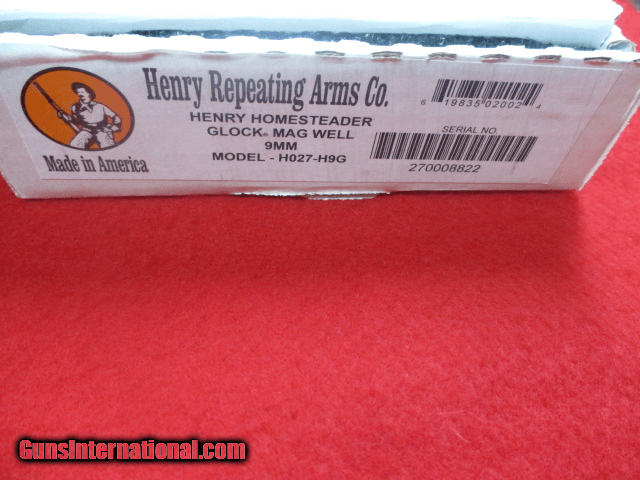 Henry Repeating Arms Co.
HENRY HOMESTEADER
GLOCK® MAG WELL
9MM
MODEL - H027-H9G
Made in America
6 19835 02002 4
SERIAL NO.
270008822
GunsInternational.com